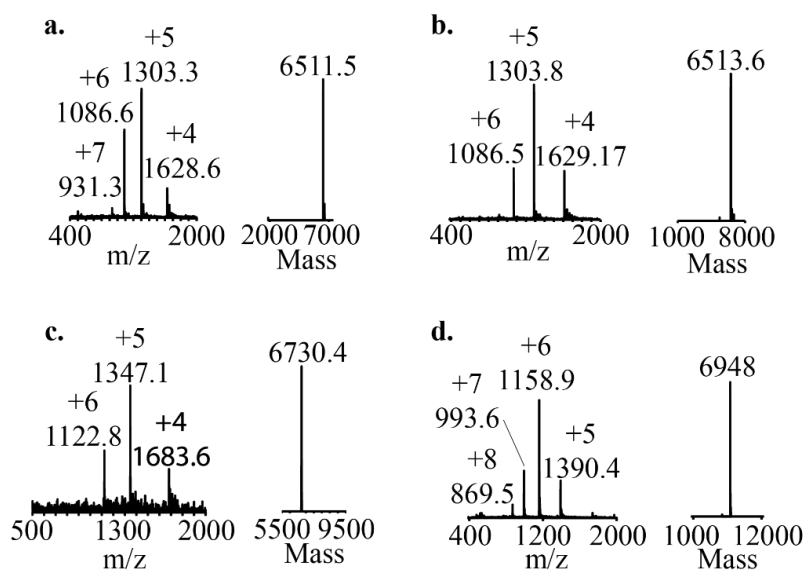 a.
+5
1303.3
+6
1086.6
+7
931.3
+4
1628.6
400 2000
m/z
6511.5
2000 7000
Mass
b.
+5
1303.8
+6
1086.5
+4
1629.17
400 2000
m/z
6513.6
1000 8000
Mass
c.
+5
1347.1
+6
1122.8
+4
1683.6
500 1300 2000
m/z
6730.4
5500 9500
Mass
d.
+6
1158.9
+7
993.6
+8
869.5
+5
1390.4
400 1200 2000
m/z
6948
1000 12000
Mass